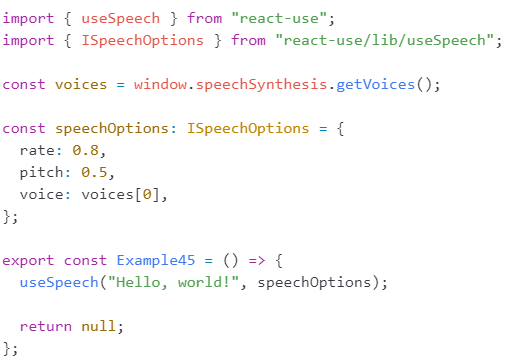 import { useSpeech } from "react-use";
import { ISpeechOptions } from "react-use/lib/useSpeech";

const voices = window.speechSynthesis.getVoices();

const speechOptions: ISpeechOptions = {
  rate: 0.8,
  pitch: 0.5,
  voice: voices[0],
};

export const Example45 = () => {
  useSpeech("Hello, world!", speechOptions);

  return null;
};